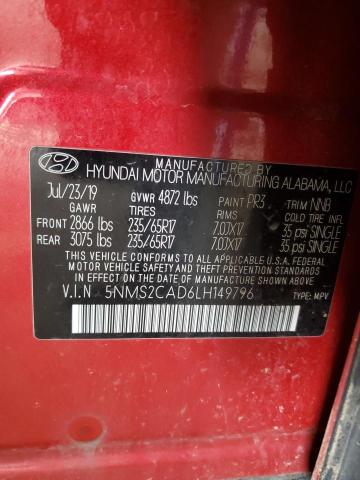 MANUFACTURED BY
HYUNDAI MOTOR MANUFACTURING ALABAMA, LLC
Jul/23/19 GVWR 4872 lbs PAINT PR3 TRIM NNB
GAWR TIRES RIMS COLD TIRE INFL
FRONT 2866 lbs 235/65R17 7.0JX17 35 psi SINGLE
REAR 3075 lbs 235/65R17 7.0JX17 35 psi SINGLE
THIS VEHICLE CONFORMS TO ALL APPLICABLE U.S.A. FEDERAL
MOTOR VEHICLE SAFETY, BUMPER, AND THEFT PREVENTION
STANDARDS IN EFFECT ON THE DATE OF MANUFACTURE SHOWN ABOVE.
V.I.N 5NMS2CAD6LH149796 TYPE: MPV